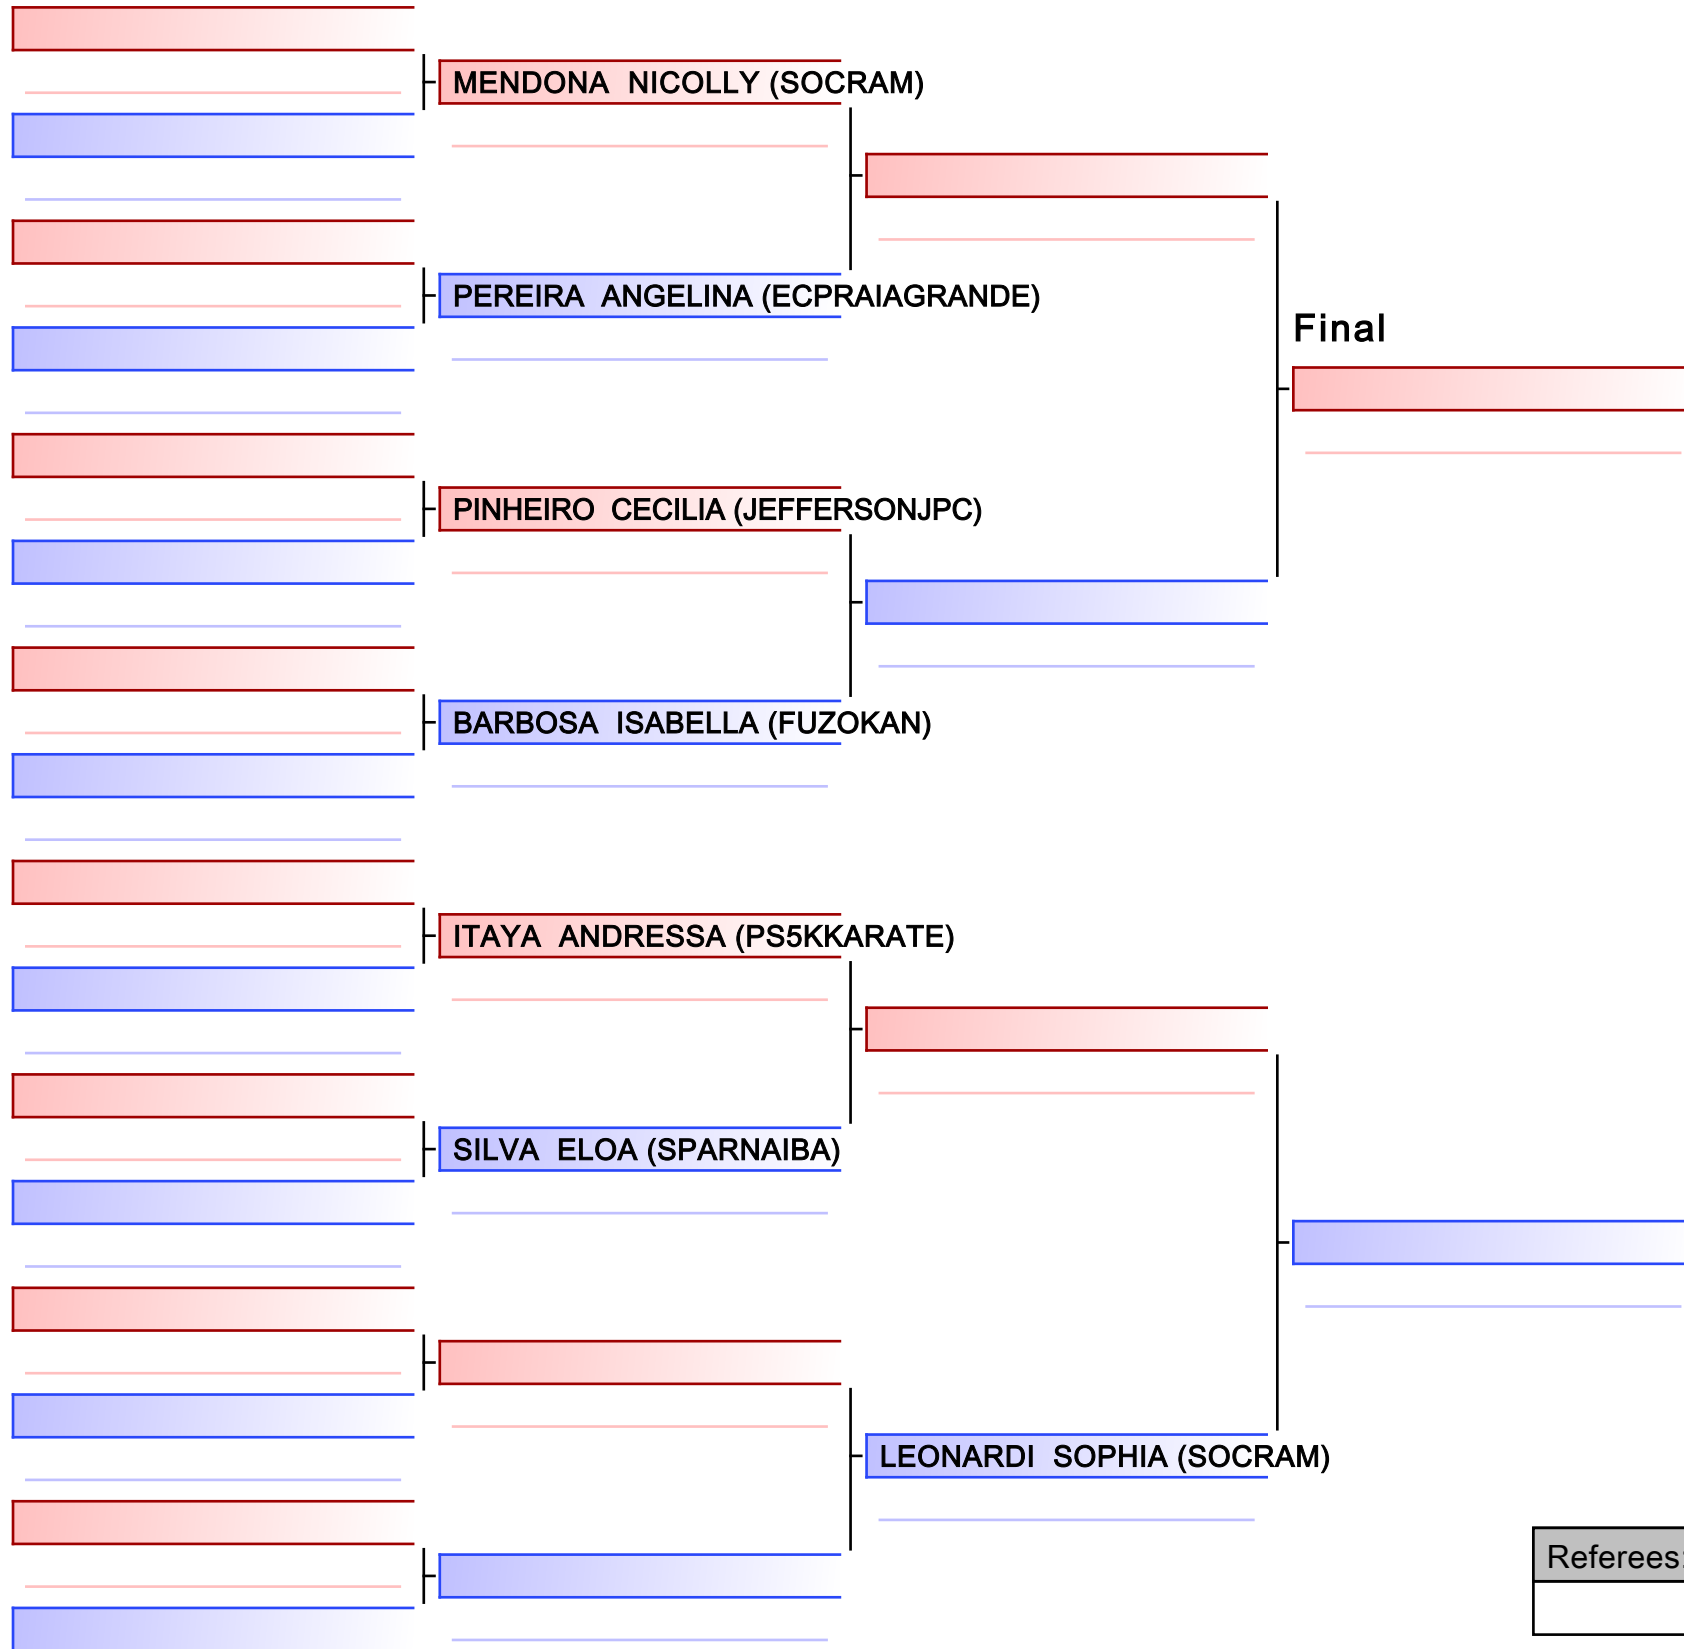 MENDONA NICOLLY (SOCRAM)
PEREIRA ANGELINA (ECPRAIAGRANDE)
Final
PINHEIRO CECILIA (JEFFERSONJPC)
BARBOSA ISABELLA (FUZOKAN)
ITAYA ANDRESSA (PS5KKARATE)
SILVA ELOA (SPARNAIBA)
LEONARDI SOPHIA (SOCRAM)
Referees: